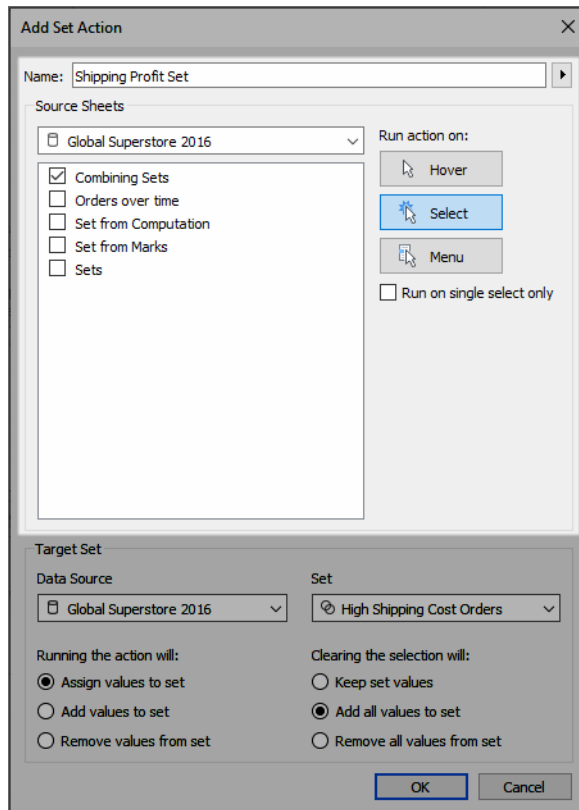 Add Set Action
Name: Shipping Profit Set
Source Sheets
Global Superstore 2016
Combining Sets
Orders over time
Set from Computation
Set from Marks
Sets
Run action on:
Hover
Select
Menu
Run on single select only
Target Set
Data Source
Set
Global Superstore 2016
High Shipping Cost Orders
Running the action will:
Assign values to set
Add values to set
Remove values from set
Clearing the selection will:
Keep set values
Add all values to set
Remove all values from set
OK
Cancel